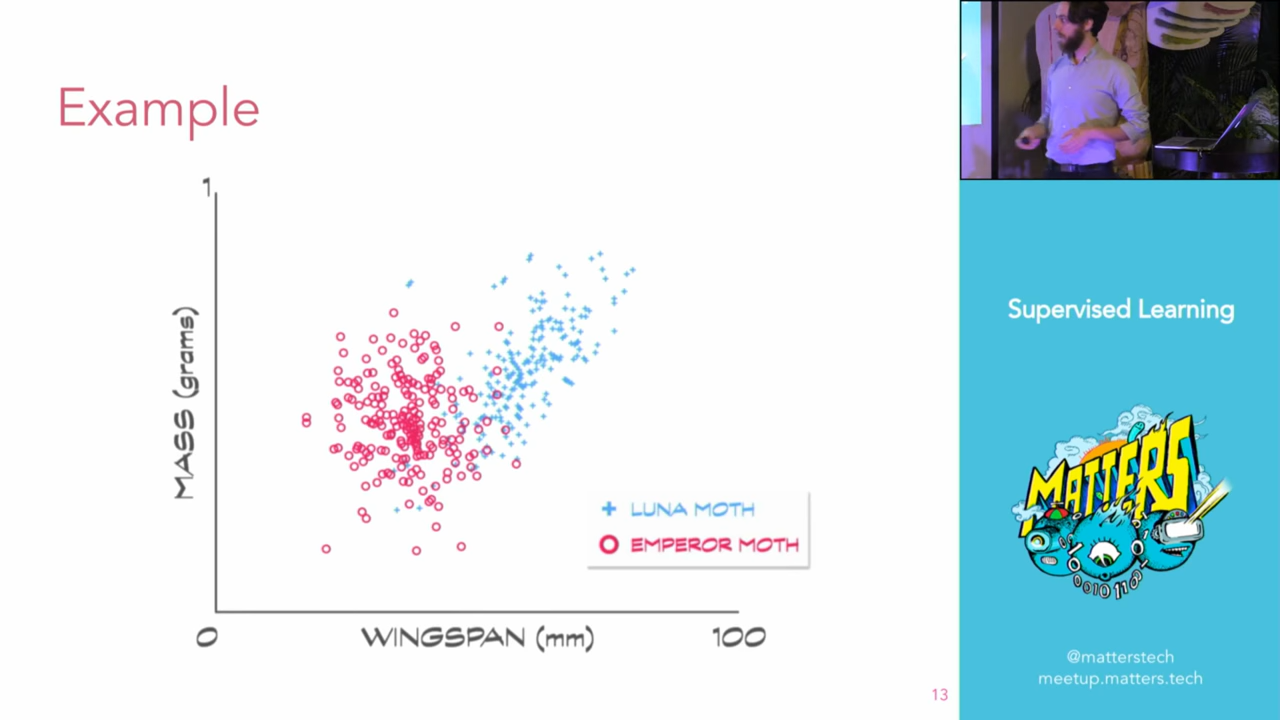 Example
1
MASS (grams)
LUNA MOTH
EMPEROR MOTH
0
WINGSPAN (mm)
100
13
Supervised Learning
MATTERS
@matterstech
meetup.matters.tech